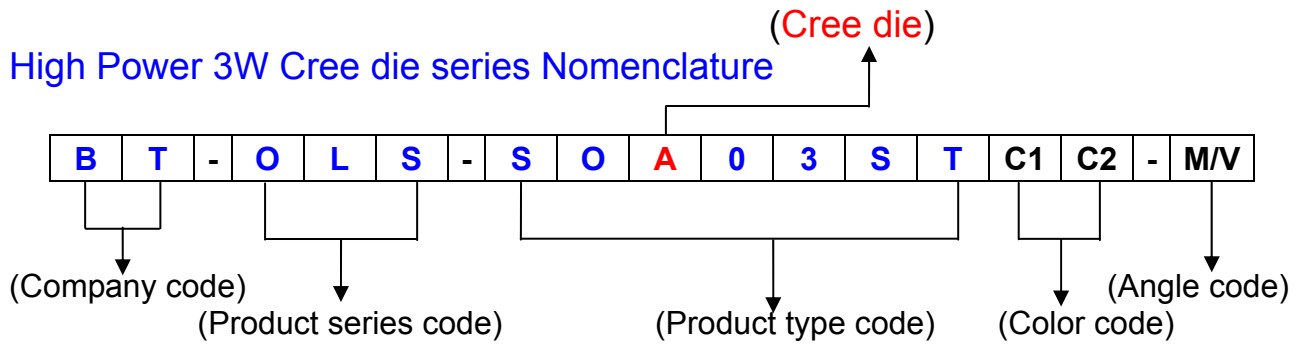 (Cree die)
High Power 3W Cree die series Nomenclature
B T - O L S - S O A 0 3 S T C1 C2 - M/V
(Company code)
(Angle code)
(Product series code)
(Product type code)
(Color code)